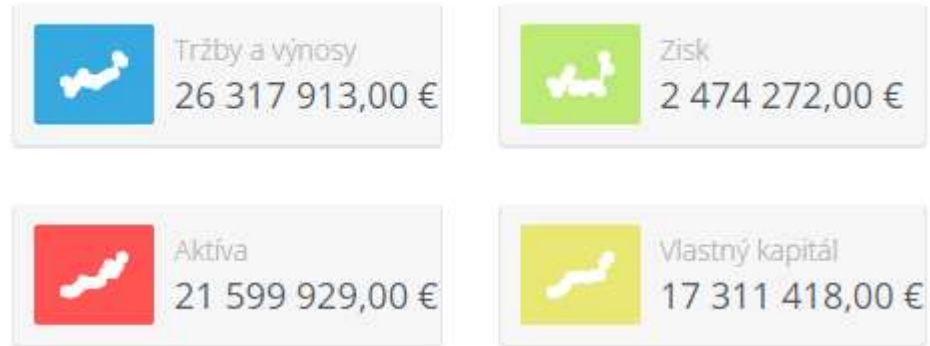 Tržby a výnosy
26 317 913,00 €
Zisk
2 474 272,00 €
Aktíva
21 599 929,00 €
Vlastný kapitál
17 311 418,00 €